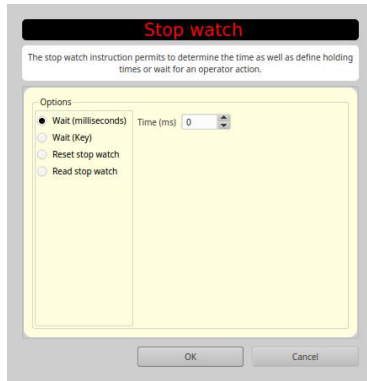 Stop watch
The stop watch instruction permits to determine the time as well as define holding
times or wait for an operator action.
Options
Wait (milliseconds) Time (ms) 0
Wait (Key)
Reset stop watch
Read stop watch
OK Cancel